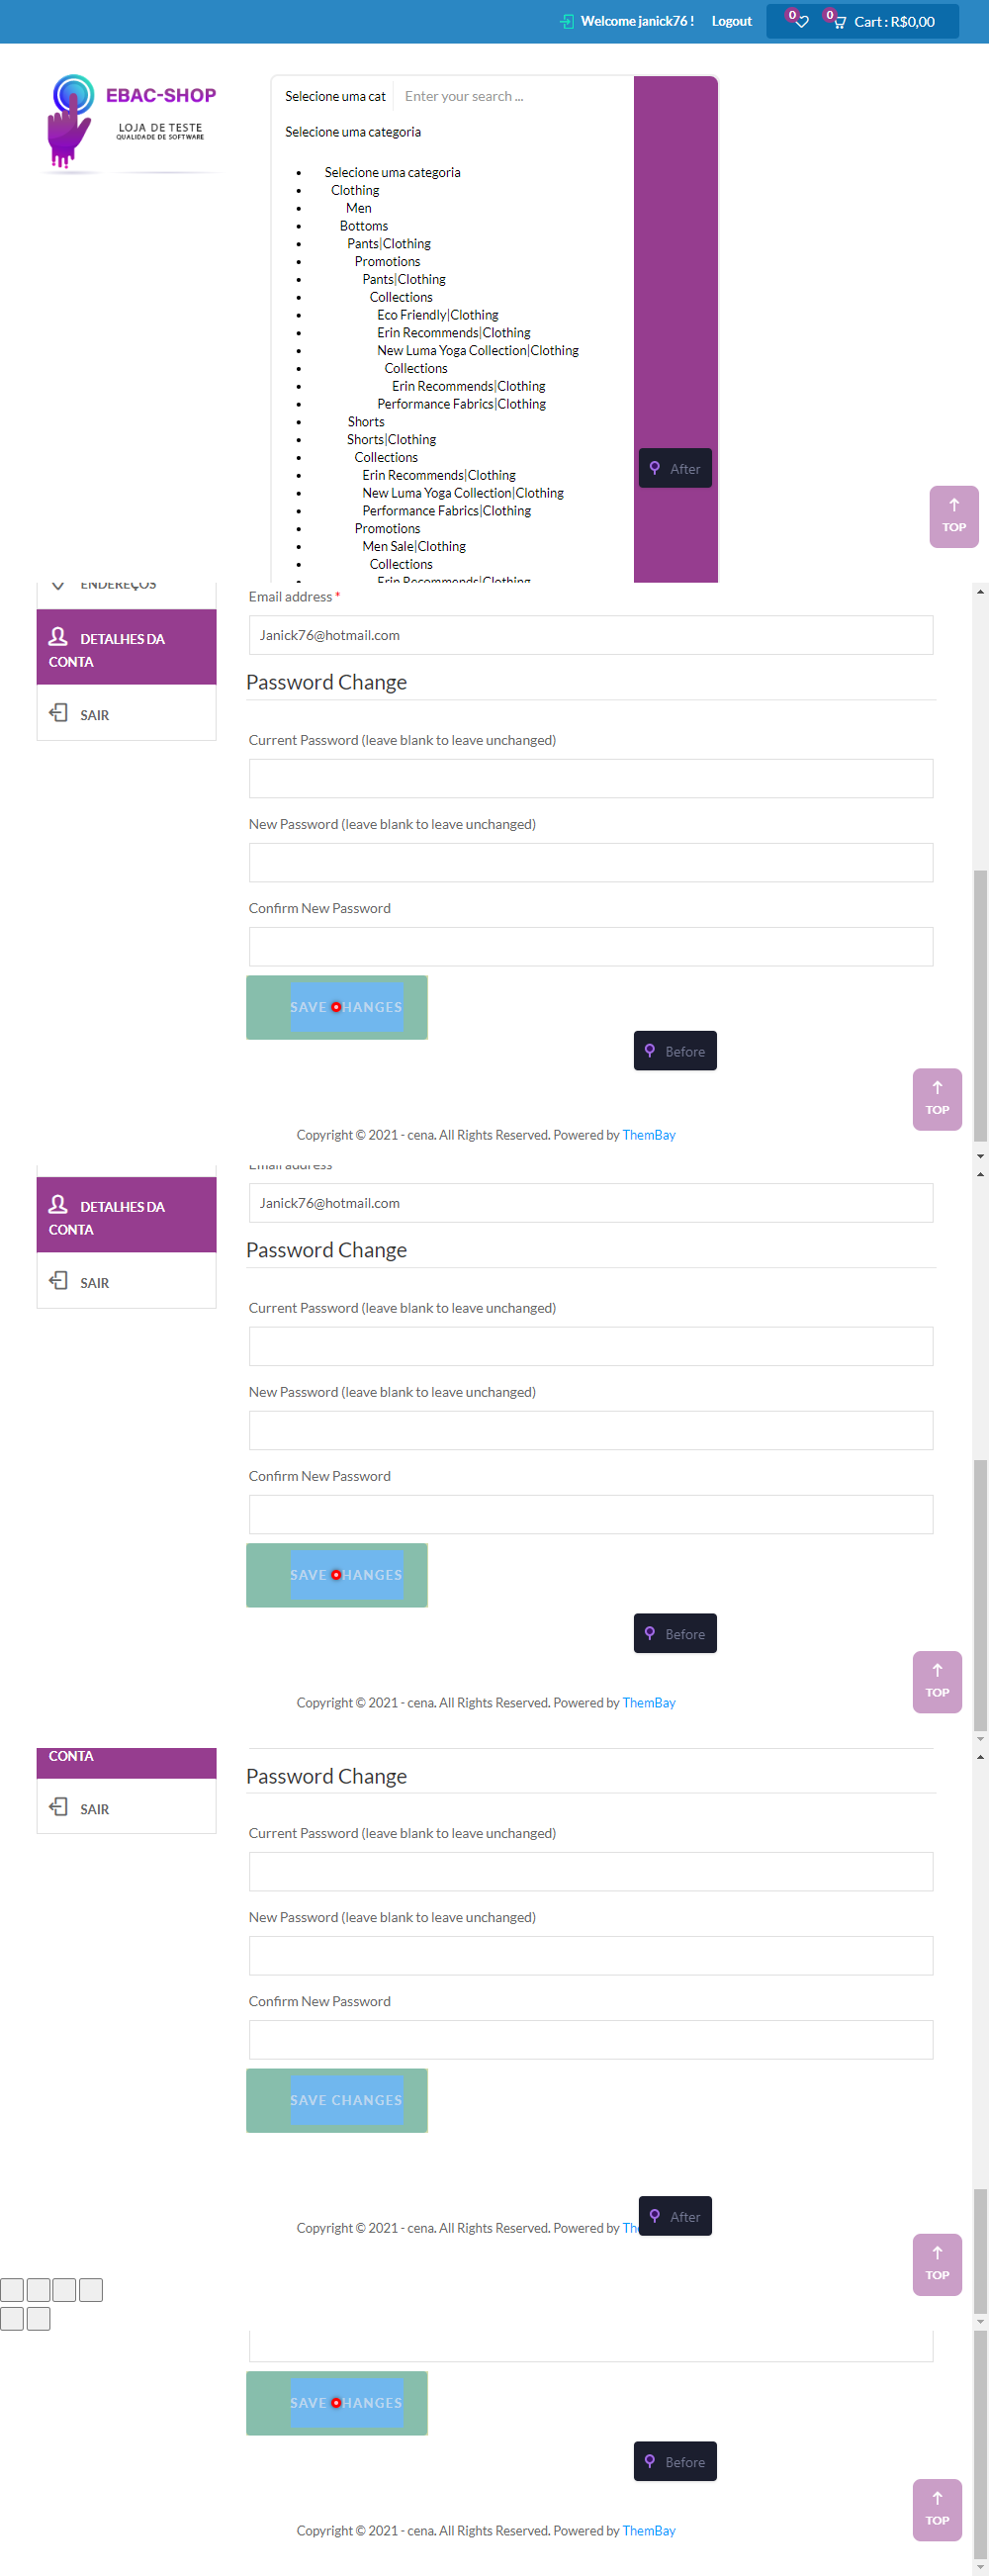 Welcome janick76 ! Logout 0 0 Cart : R$0,00
EBAC-SHOP
LOJA DE TESTE
QUALIDADE DE SOFTWARE
Selecione uma cat Enter your search ...
Selecione uma categoria
Selecione uma categoria
Clothing
Men
Bottoms
Pants|Clothing
Promotions
Pants|Clothing
Collections
Eco Friendly|Clothing
Erin Recommends|Clothing
New Luma Yoga Collection|Clothing
Collections
Erin Recommends|Clothing
Performance Fabrics|Clothing
Shorts
Shorts|Clothing
Collections
Erin Recommends|Clothing
After
New Luma Yoga Collection|Clothing
Performance Fabrics|Clothing
Promotions
TOP
Men Sale|Clothing
Collections
Erin Recommends|Clothing
ENDEREÇOS
Email address *
DETALHES DA
CONTA
Janick76@hotmail.com
Password Change
SAIR
Current Password (leave blank to leave unchanged)
New Password (leave blank to leave unchanged)
Confirm New Password
SAVE CHANGES
Before
TOP
Copyright © 2021 - cena. All Rights Reserved. Powered by ThemBay
Email address
DETALHES DA
CONTA
Janick76@hotmail.com
Password Change
SAIR
Current Password (leave blank to leave unchanged)
New Password (leave blank to leave unchanged)
Confirm New Password
SAVE CHANGES
Before
TOP
Copyright © 2021 - cena. All Rights Reserved. Powered by ThemBay
CONTA
Password Change
SAIR
Current Password (leave blank to leave unchanged)
New Password (leave blank to leave unchanged)
Confirm New Password
SAVE CHANGES
After
Copyright © 2021 - cena. All Rights Reserved. Powered by Th
TOP
SAVE CHANGES
Before
TOP
Copyright © 2021 - cena. All Rights Reserved. Powered by ThemBay